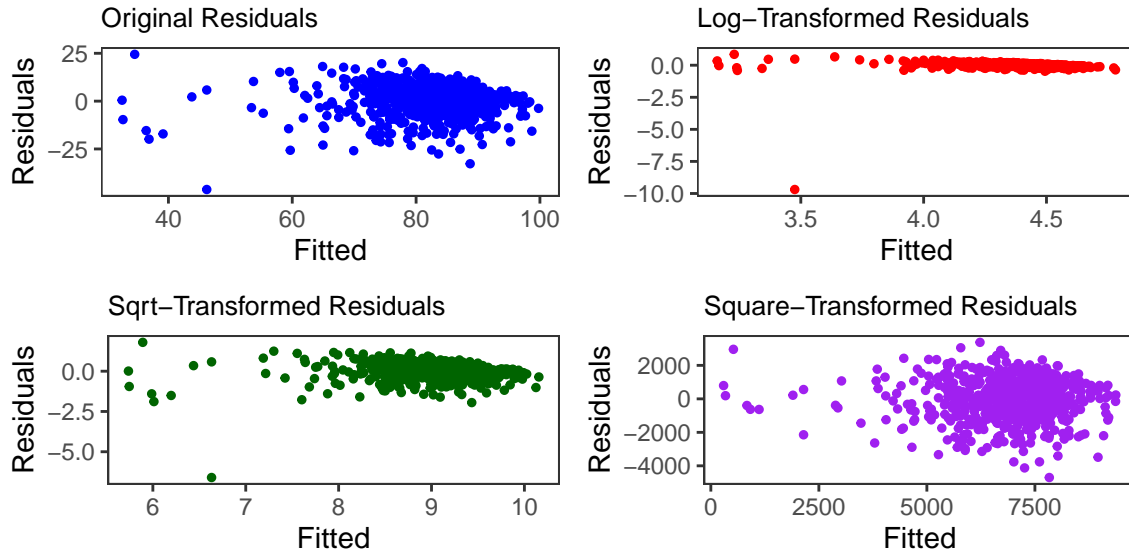 Original Residuals
Residuals
25
0
−25
40
60
80
100
Fitted
Log−Transformed Residuals
Residuals
0.0
−2.5
−5.0
−7.5
−10.0
3.5
4.0
4.5
Fitted
Sqrt−Transformed Residuals
Residuals
0.0
−2.5
−5.0
6
7
8
9
10
Fitted
Square−Transformed Residuals
Residuals
2000
0
−2000
−4000
0
2500
5000
7500
Fitted